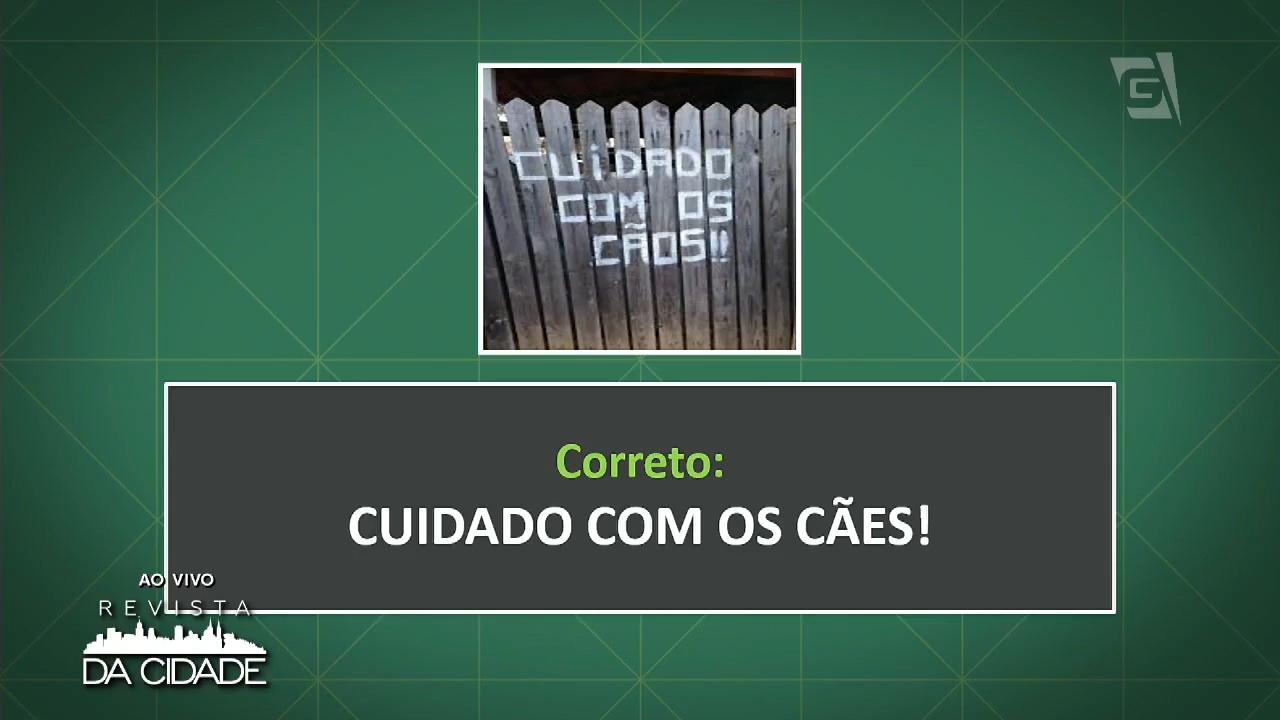 CUiDADO
COM OS
CÃOS!!
Correto:
CUIDADO COM OS CÃES!
AO VIVO
REVISTA
DA CIDADE
G